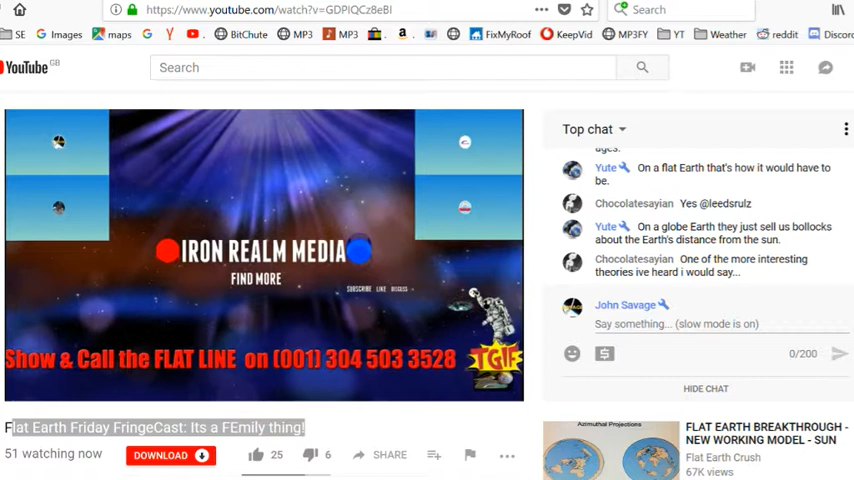 https://www.youtube.com/watch?v=GDPlQCz8eBI
Search
SE Images maps BitChute MP3 MP3 FixMyRoof KeepVid MP3FY YT Weather reddit Discord
YouTube GB
Search
Top chat
ages.
Yute On a flat Earth that's how it would have to
be.
Chocolatesayian Yes @leedsrulz
Yute On a globe Earth they just sell us bollocks
about the Earth's distance from the sun.
Chocolatesayian One of the more interesting
theories ive heard i would say...
John Savage
Say something... (slow mode is on)
0/200
HIDE CHAT
IRON REALM MEDIA
FIND MORE
SUBSCRIBE LIKE DISCUSS
Show & Call the FLAT LINE on (001) 304 503 3528
TGIF
Flat Earth Friday FringeCast: Its a FEmily thing!
51 watching now
DOWNLOAD
25
6
SHARE
Azimuthal Projections
FLAT EARTH BREAKTHROUGH -
NEW WORKING MODEL - SUN
Flat Earth Crush
67K views